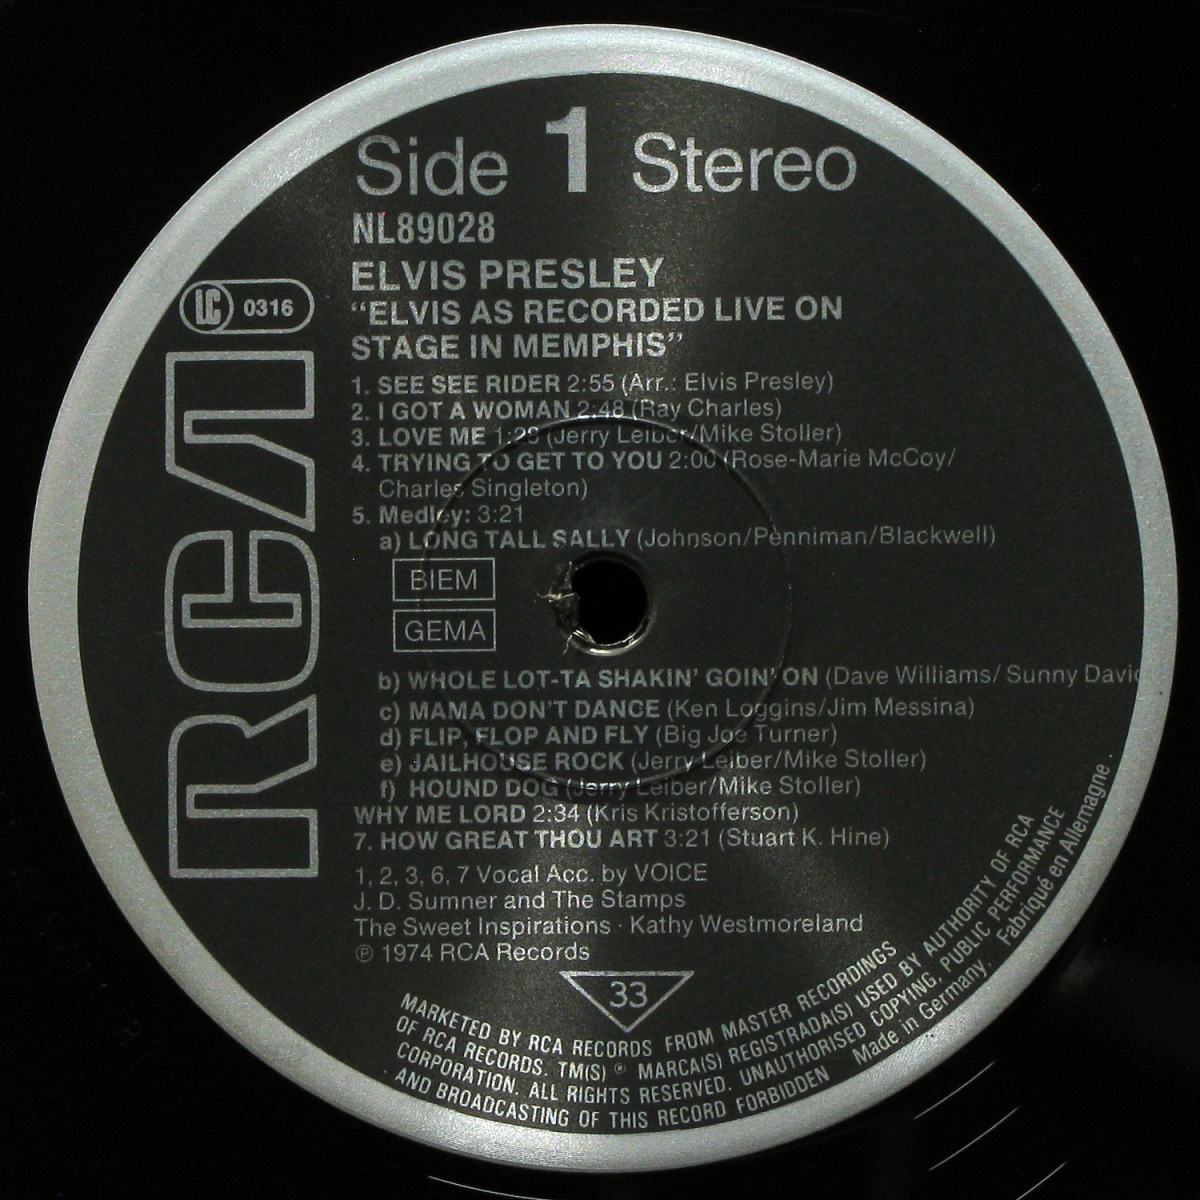 Side 1 Stereo
NL89028
ELVIS PRESLEY
"ELVIS AS RECORDED LIVE ON
STAGE IN MEMPHIS"
LC 0316
RCA
1. SEE SEE RIDER 2:55 (Arr.: Elvis Presley)
2. I GOT A WOMAN 2:48 (Ray Charles)
3. LOVE ME 1:28 (Jerry Leiber/Mike Stoller)
4. TRYING TO GET TO YOU 2:00 (Rose-Marie McCoy/
Charles Singleton)
5. Medley: 3:21
a) LONG TALL SALLY (Johnson/Penniman/Blackwell)
BIEM
GEMA
b) WHOLE LOT-TA SHAKIN' GOIN' ON (Dave Williams/ Sunny Davi
c) MAMA DON'T DANCE (Ken Loggins/Jim Messina)
d) FLIP, FLOP AND FLY (Big Joe Turner)
e) JAILHOUSE ROCK (Jerry Leiber/Mike Stoller)
f) HOUND DOG (Jerry Leiber/Mike Stoller)
WHY ME LORD 2:34 (Kris Kristofferson)
7. HOW GREAT THOU ART 3:21 (Stuart K. Hine)
1, 2, 3, 6, 7 Vocal Acc. by VOICE
J. D. Sumner and The Stamps
The Sweet Inspirations · Kathy Westmoreland
℗ 1974 RCA Records
33
MARKETED BY RCA RECORDS FROM MASTER RECORDINGS
OF RCA RECORDS. TM(S) ® MARCA(S) REGISTRADA(S) USED BY AUTHORITY OF RCA
CORPORATION. ALL RIGHTS RESERVED. UNAUTHORISED COPYING, PUBLIC PERFORMANCE
AND BROADCASTING OF THIS RECORD FORBIDDEN Made in Germany. Fabriqué en Allemagne.